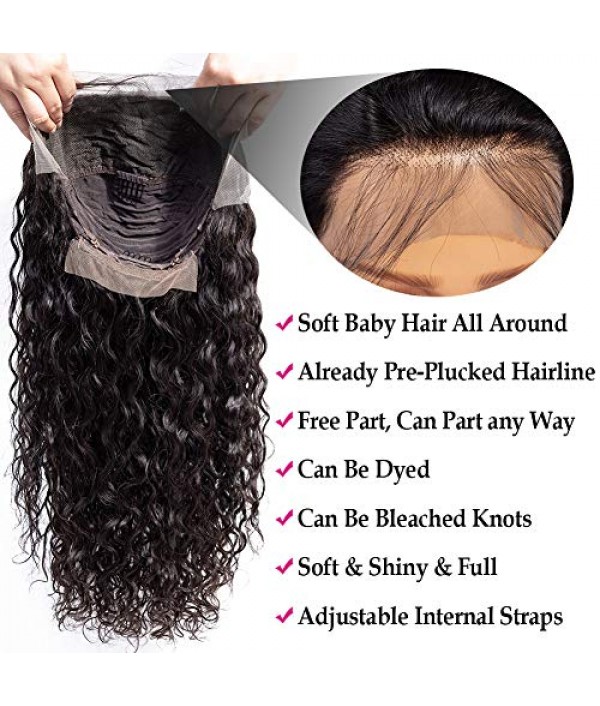 Soft Baby Hair All Around
Already Pre-Plucked Hairline
Free Part, Can Part any Way
Can Be Dyed
Can Be Bleached Knots
Soft & Shiny & Full
Adjustable Internal Straps